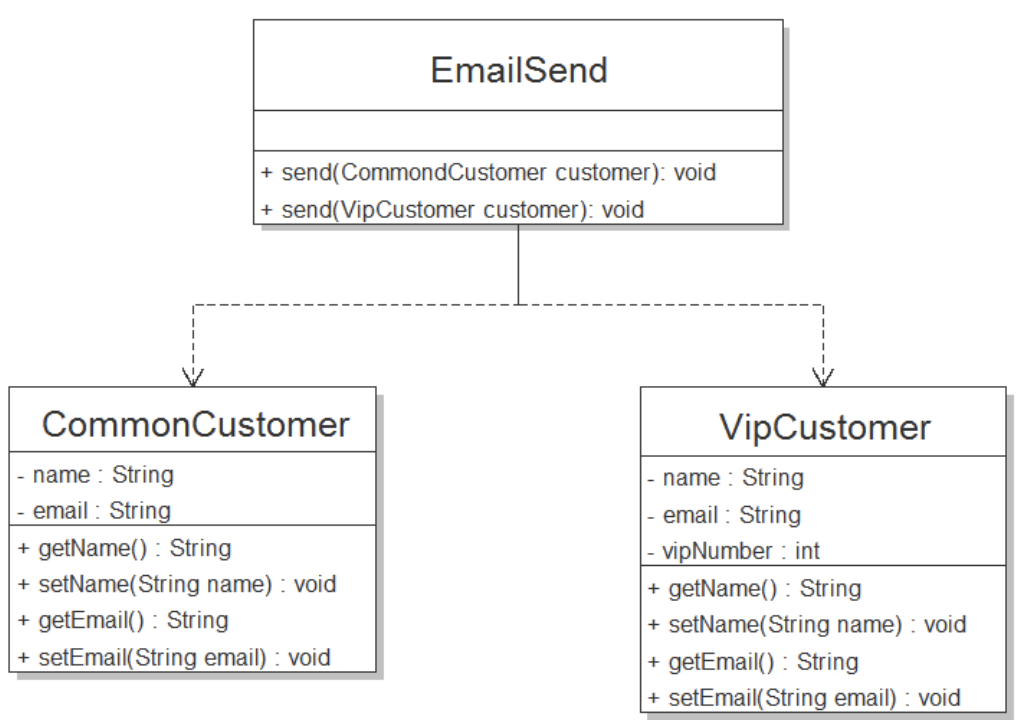 EmailSend
+ send(CommondCustomer customer): void
+ send(VipCustomer customer): void
CommonCustomer
- name : String
- email : String
+ getName() : String
+ setName(String name) : void
+ getEmail() : String
+ setEmail(String email) : void
VipCustomer
- name : String
- email : String
- vipNumber : int
+ getName() : String
+ setName(String name) : void
+ getEmail() : String
+ setEmail(String email) : void